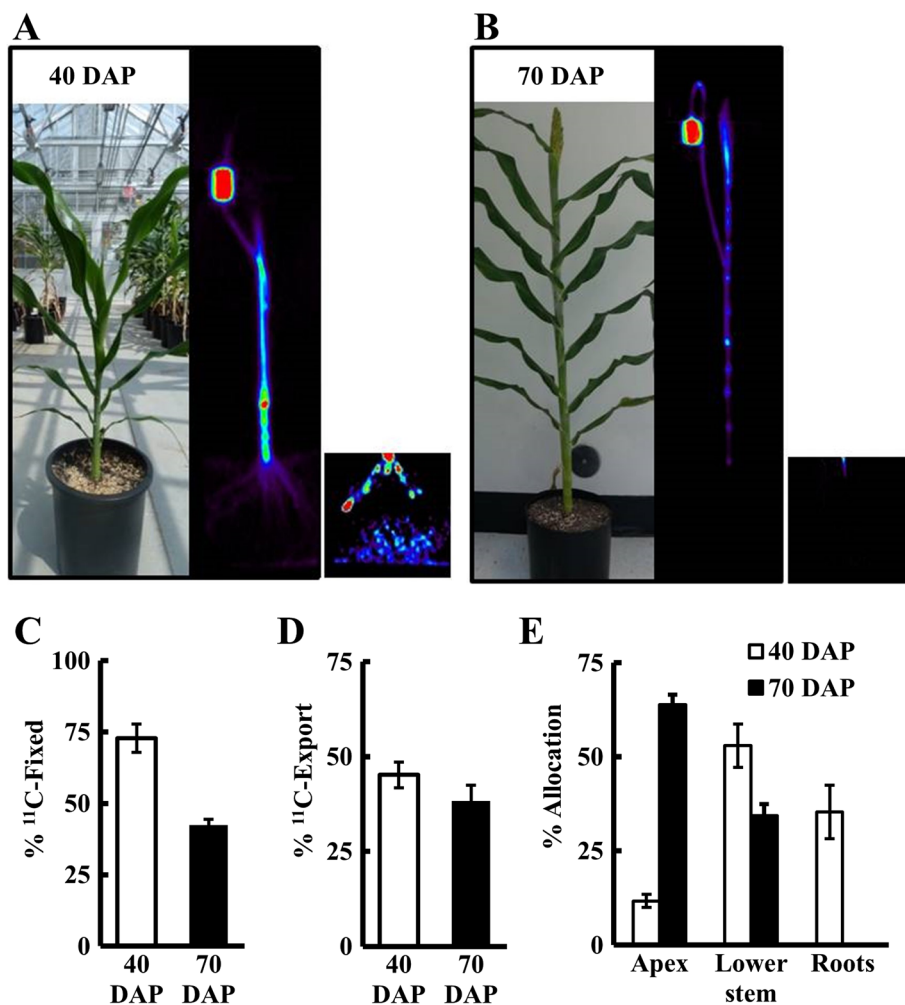 A
40 DAP
B
70 DAP
C
% ¹¹C-Fixed
100
75
50
25
0
40 DAP
70 DAP
D
% ¹¹C-Export
75
50
25
0
40 DAP
70 DAP
E
% Allocation
75
50
25
0
40 DAP
70 DAP
Apex
Lower stem
Roots